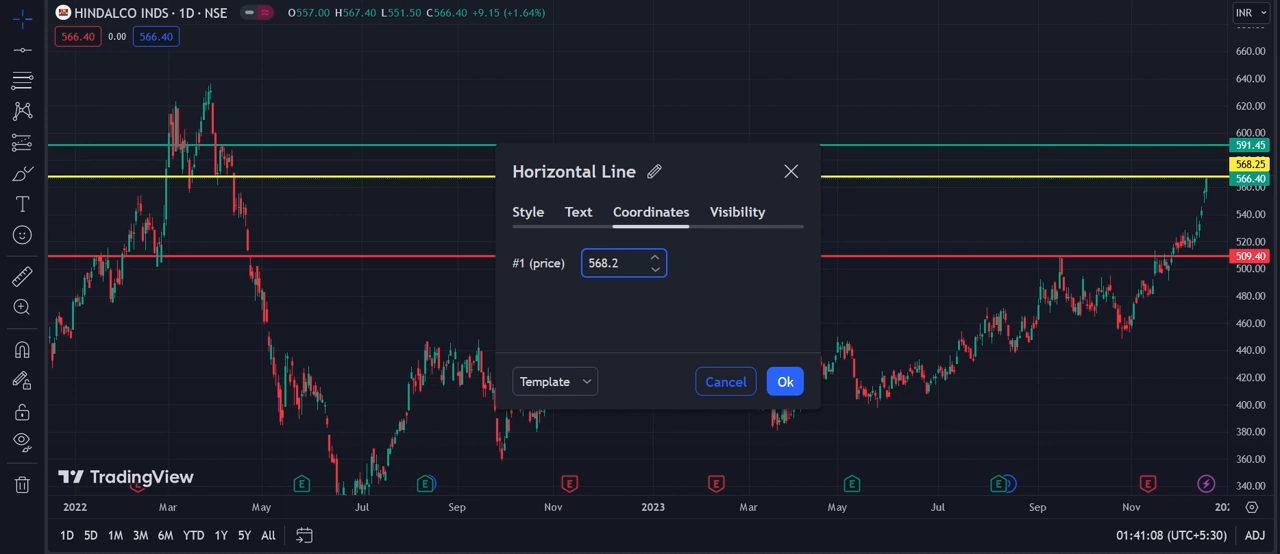 HINDALCO INDS · 1D · NSE O557.00 H567.40 L551.50 C566.40 +9.15 (+1.64%) INR
566.40 0.00 566.40
660.00
640.00
620.00
600.00
591.45
568.25
566.40
560.00
540.00
520.00
509.40
500.00
480.00
460.00
440.00
420.00
400.00
380.00
360.00
340.00
Horizontal Line
Style Text Coordinates Visibility
#1 (price) 568.2
Template Cancel Ok
TradingView
E E E E E E E E
2022 Mar May Jul Sep Nov 2023 Mar May Jul Sep Nov
1D 5D 1M 3M 6M YTD 1Y 5Y All 01:41:08 (UTC+5:30) ADJ